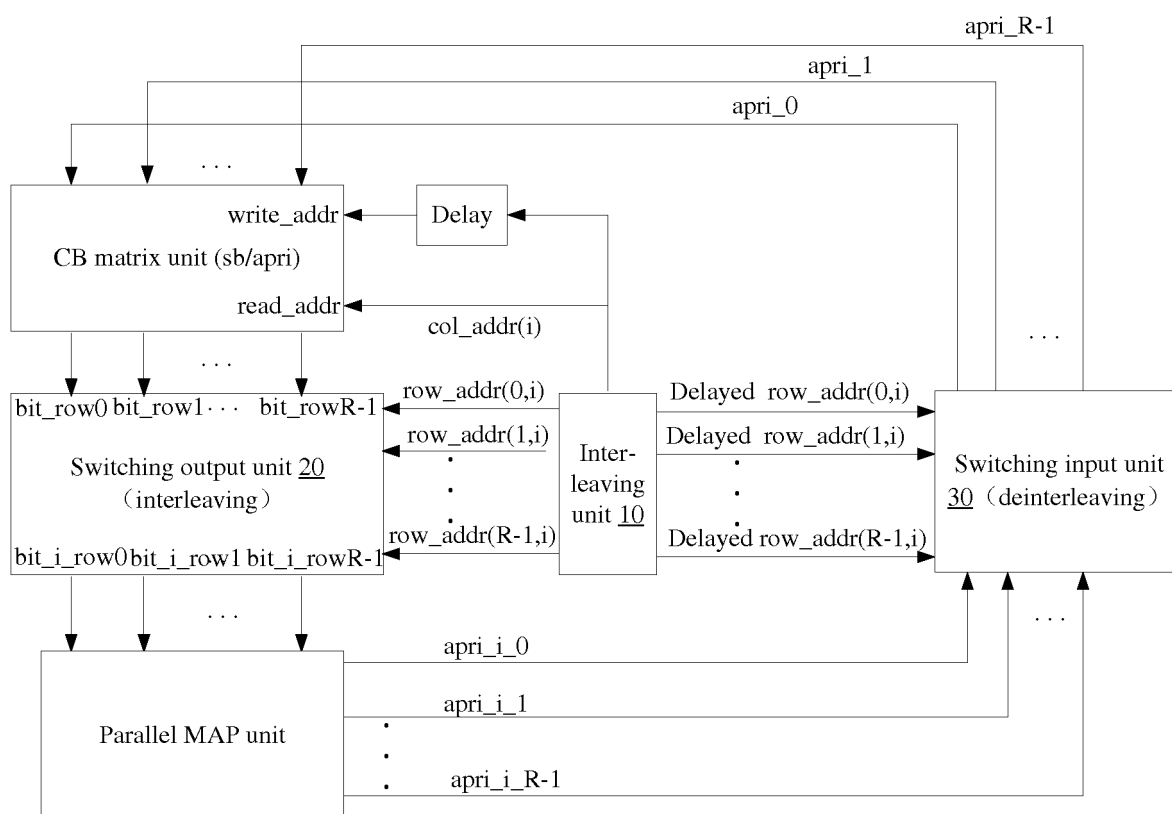 apri_R-1
apri_1
apri_0
. . .
write_addr
Delay
CB matrix unit (sb/apri)
read_addr
col_addr(i)
. . .
. . .
bit_row0 bit_row1 . . . bit_rowR-1
row_addr(0,i)
Delayed row_addr(0,i)
row_addr(1,i)
Delayed row_addr(1,i)
Switching output unit 20
（interleaving）
Inter-
leaving
unit 10
Switching input unit
30（deinterleaving）
row_addr(R-1,i)
Delayed row_addr(R-1,i)
bit_i_row0 bit_i_row1 bit_i_rowR-1
. . .
. . .
apri_i_0
apri_i_1
Parallel MAP unit
apri_i_R-1